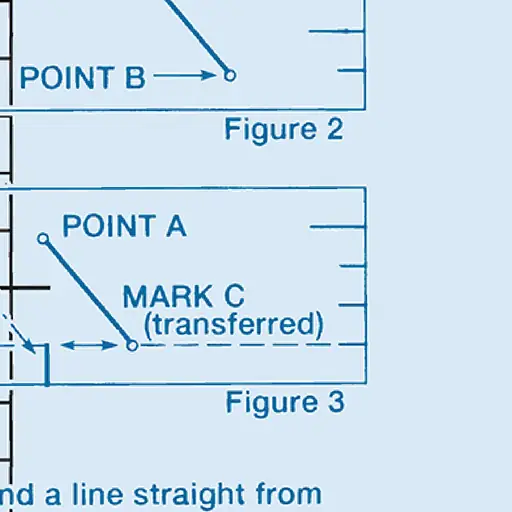 POINT B
Figure 2
POINT A
MARK C
(transferred)
Figure 3
nd a line straight from